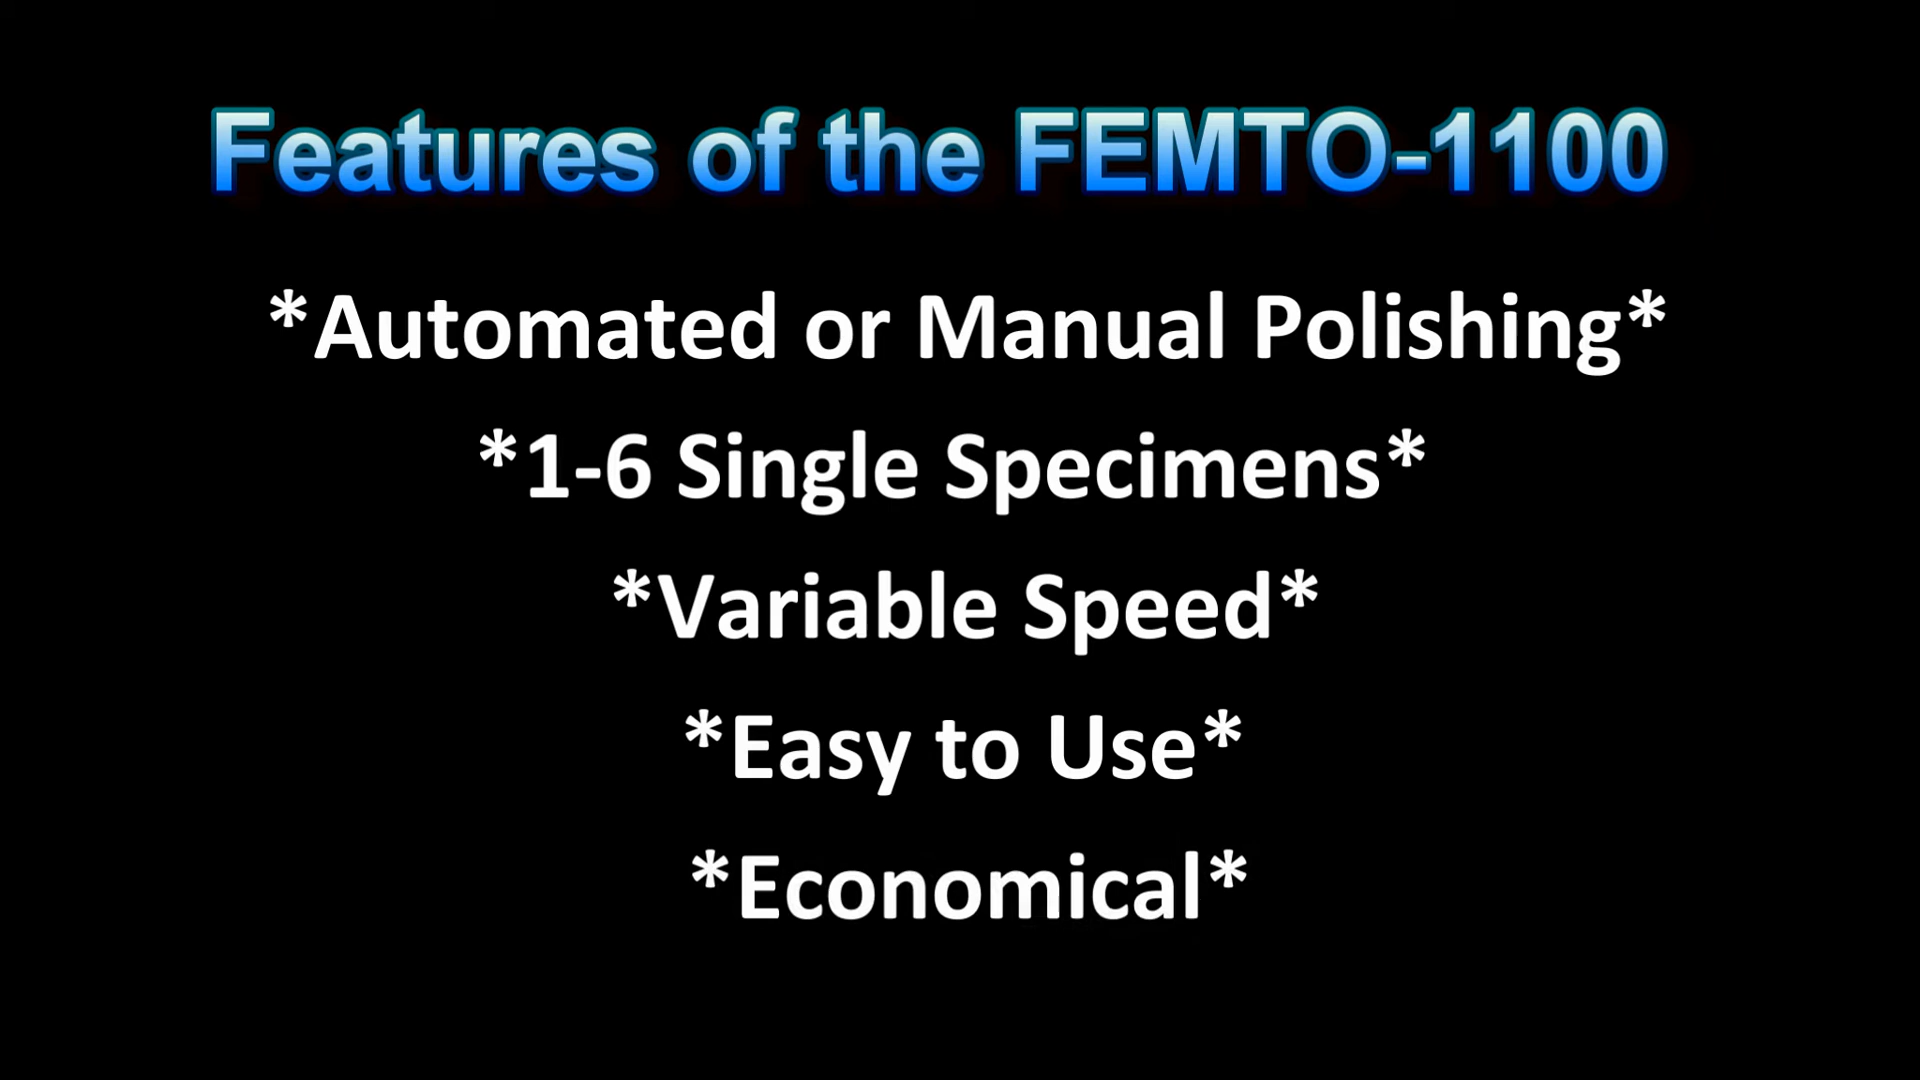 Features of the FEMTO-1100
*Automated or Manual Polishing*
*1-6 Single Specimens*
*Variable Speed*
*Easy to Use*
*Economical*